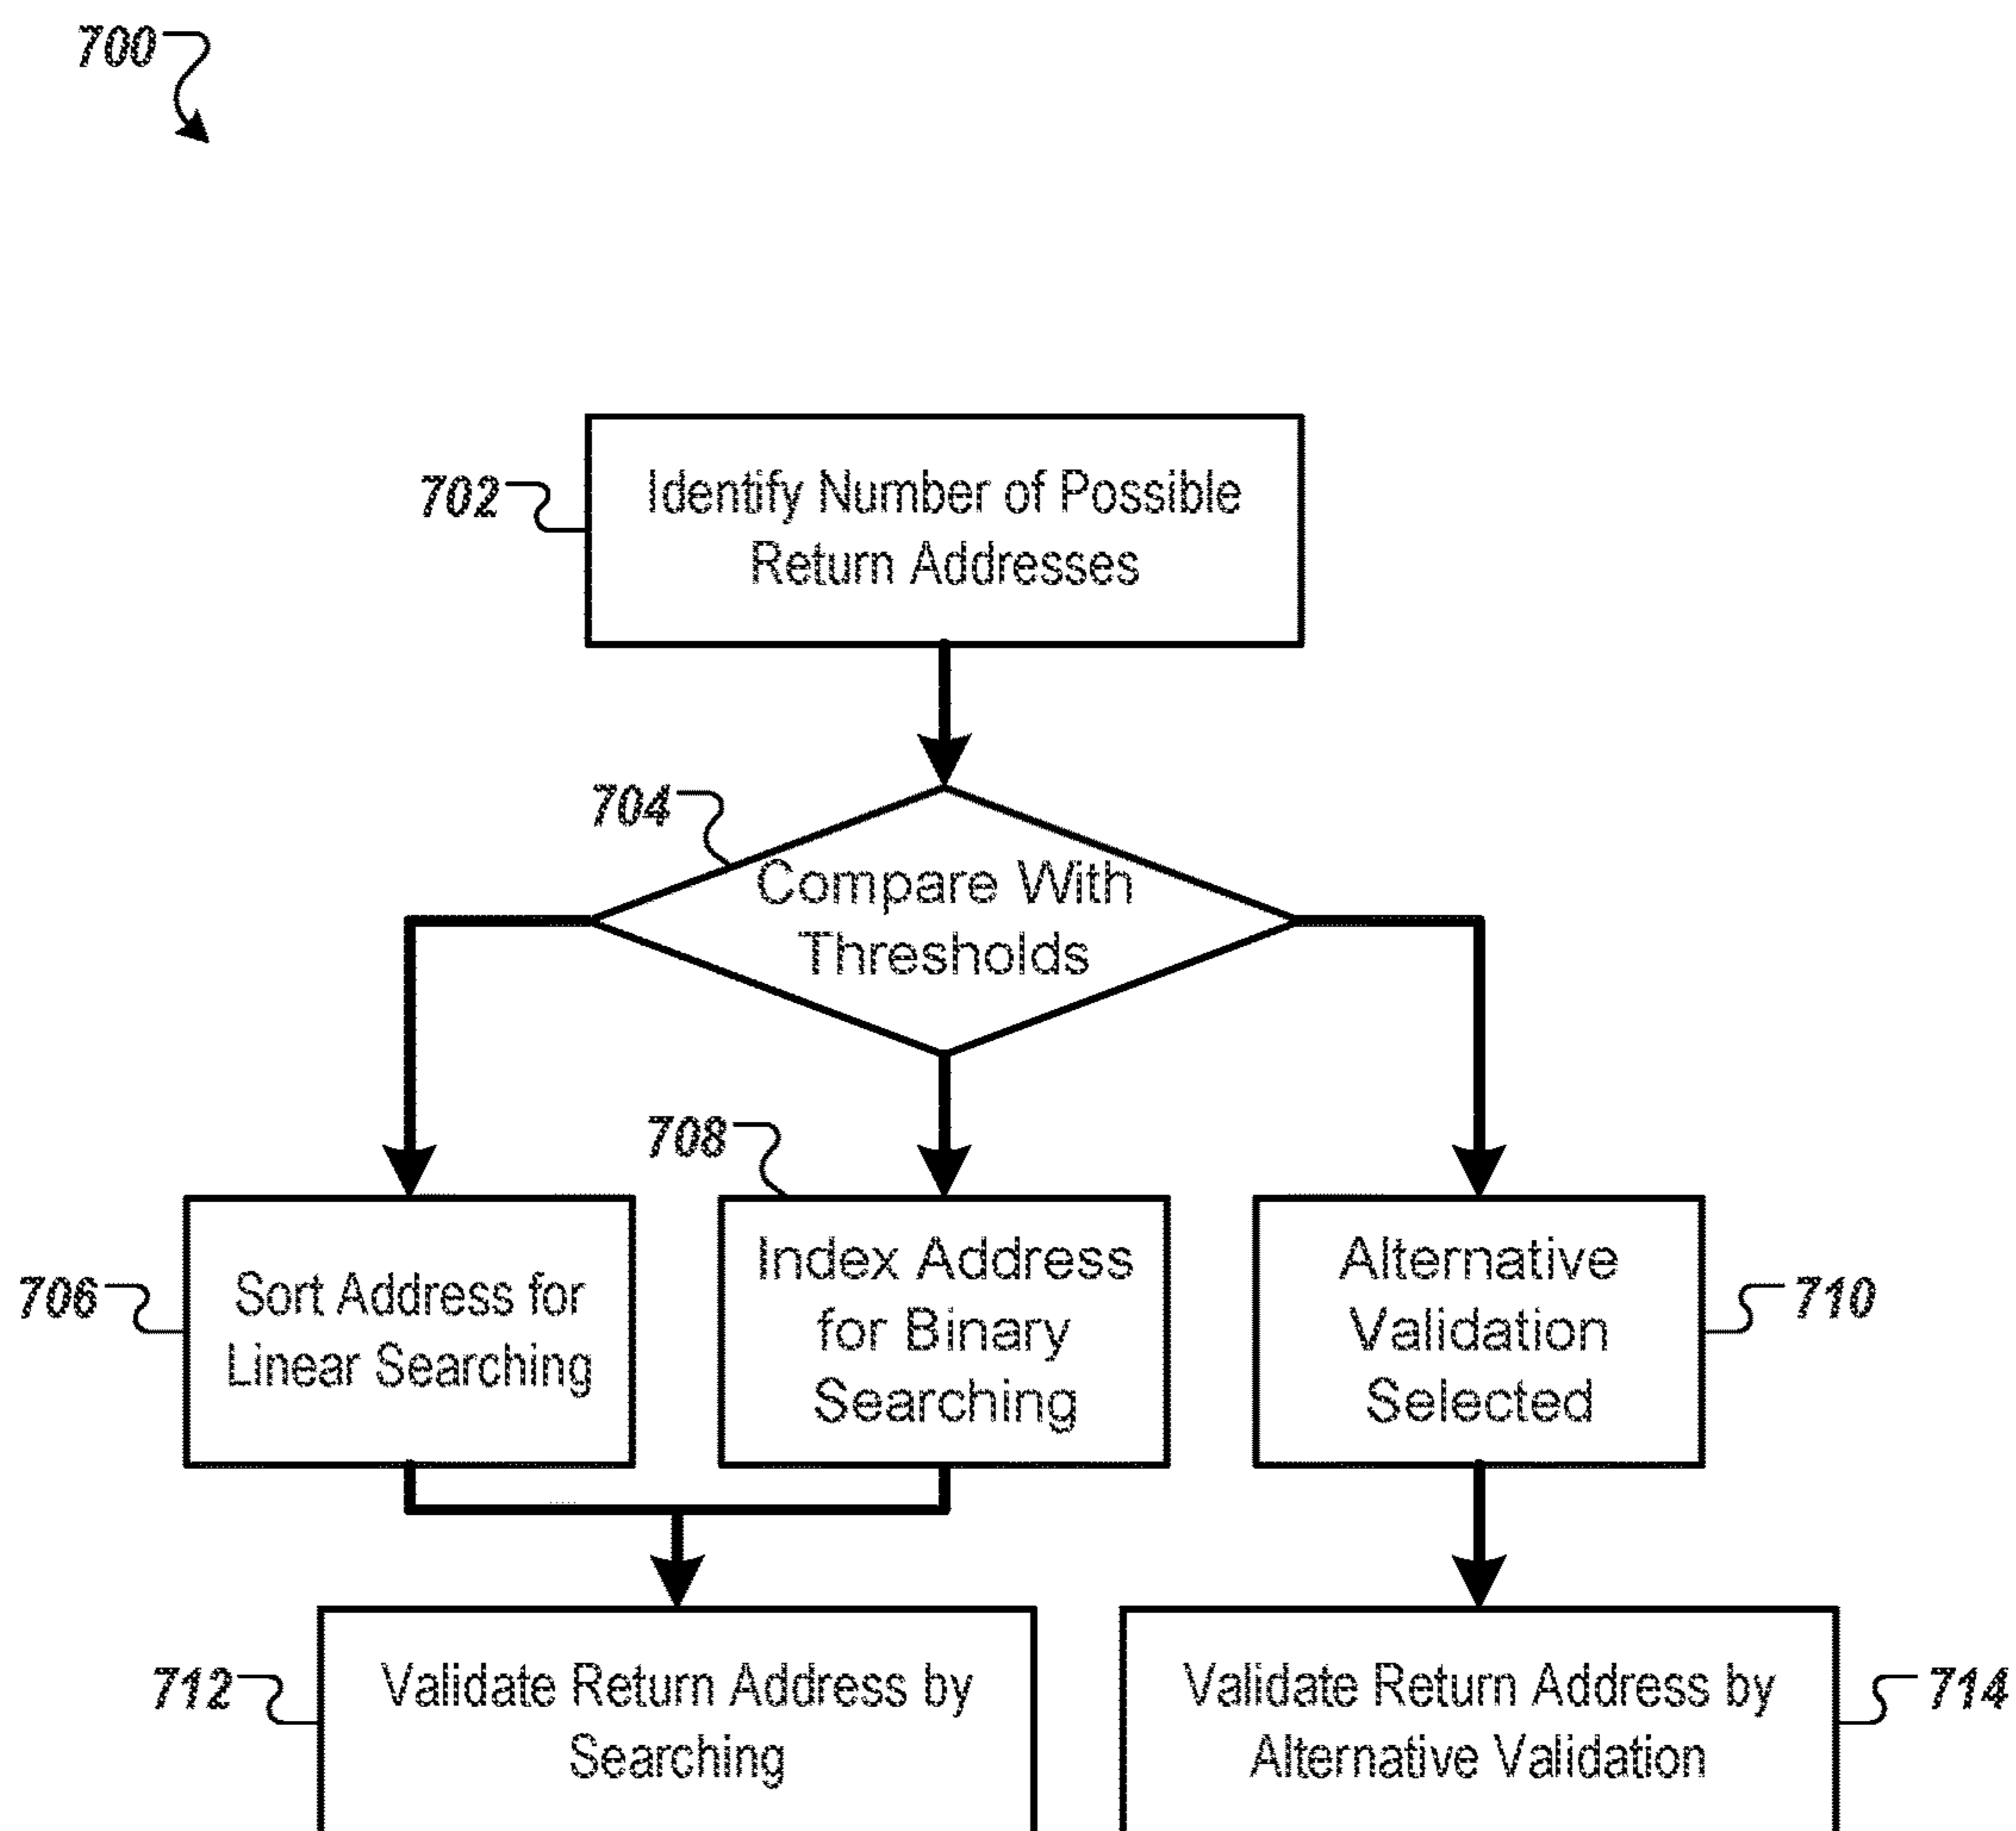 700
702
Identify Number of Possible
Return Addresses
704
Compare With
Thresholds
706
Sort Address for
Linear Searching
708
Index Address
for Binary
Searching
Alternative
Validation
Selected
710
712
Validate Return Address by
Searching
Validate Return Address by
Alternative Validation
714